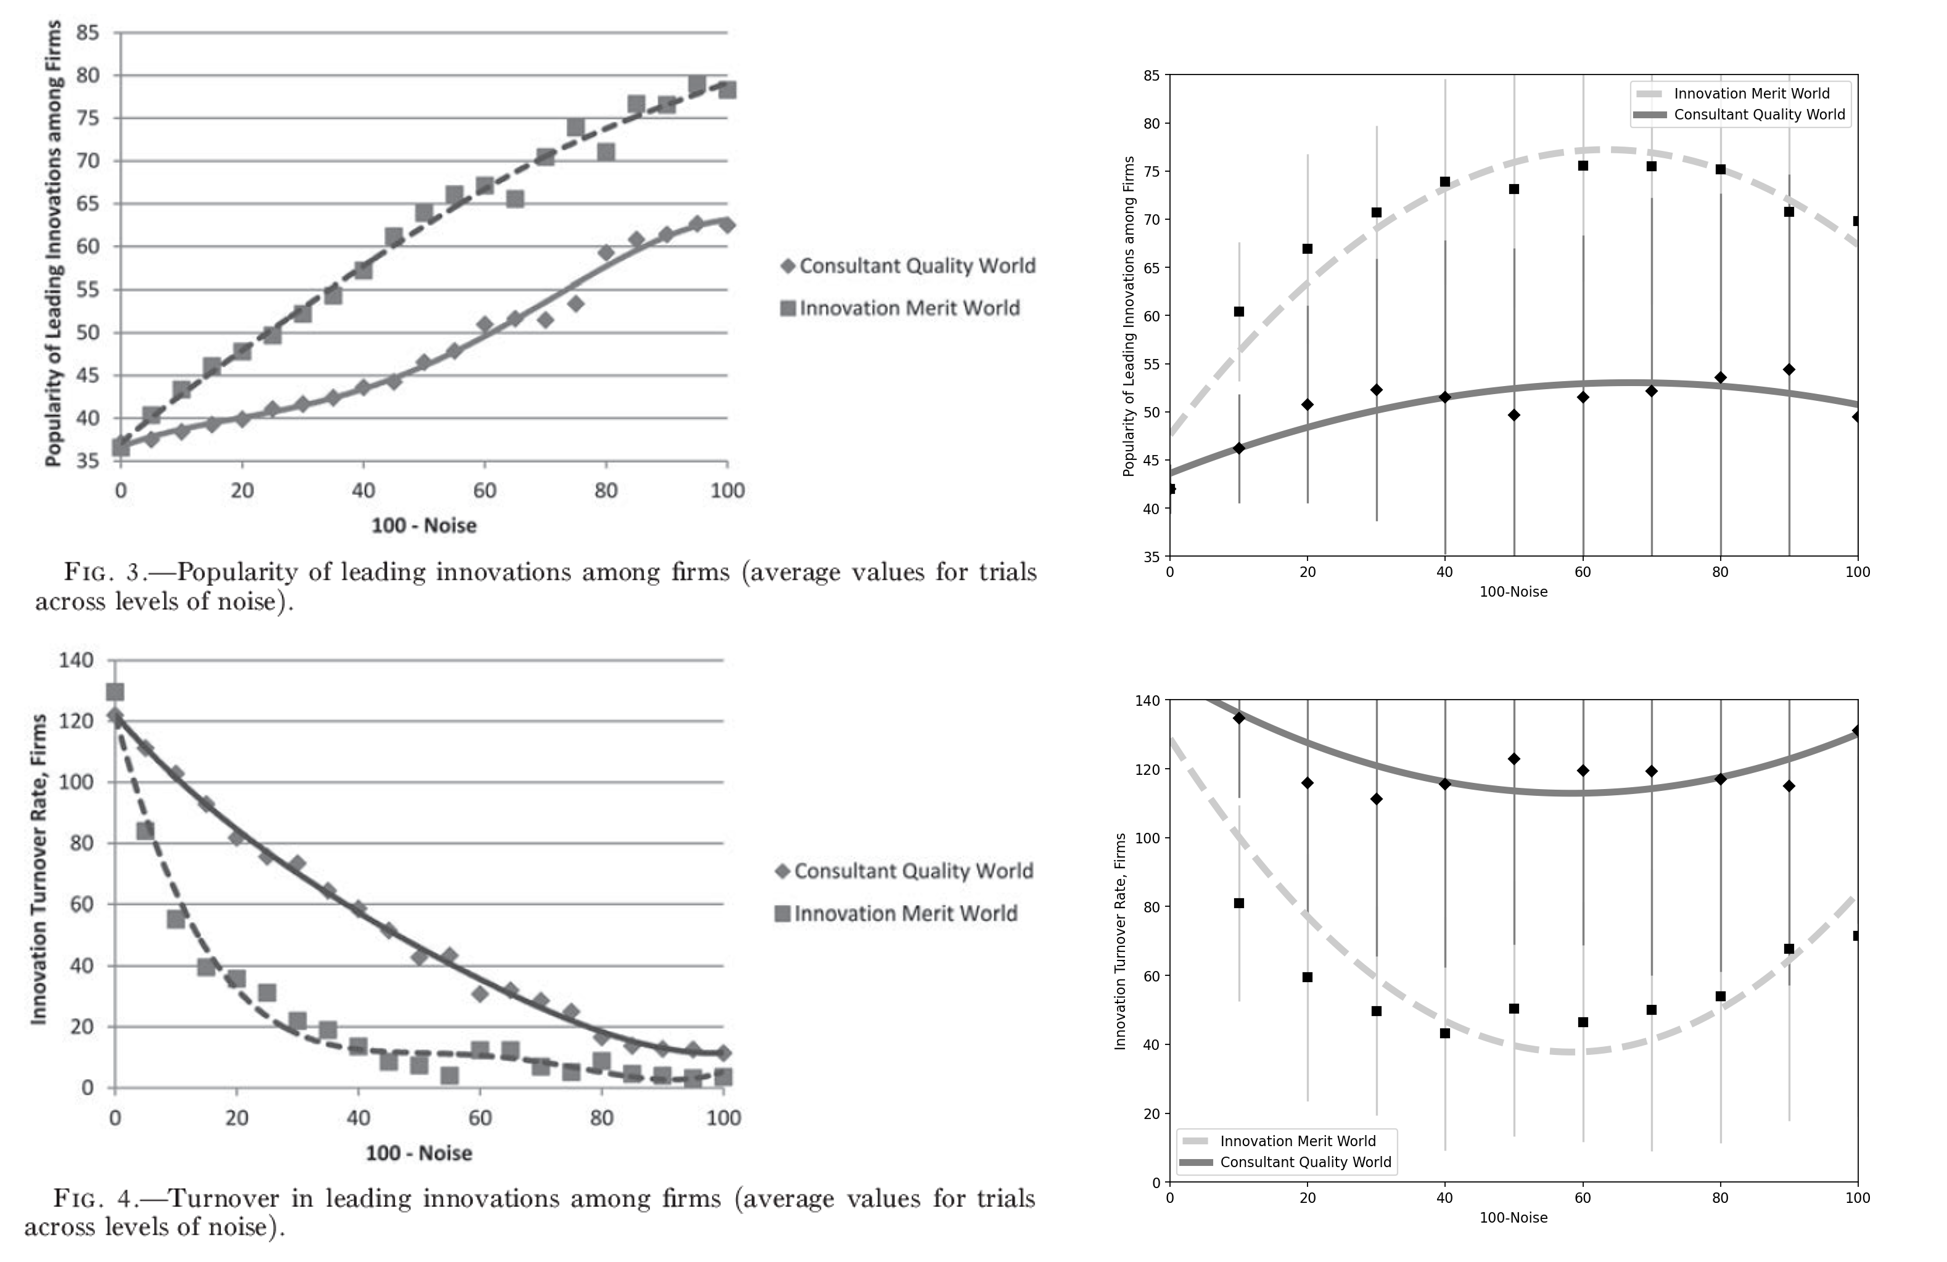 Popularity of Leading Innovations among Firms
85
80
75
70
65
60
55
50
45
40
35
0 20 40 60 80 100
100 - Noise
Consultant Quality World
Innovation Merit World
FIG. 3.—Popularity of leading innovations among firms (average values for trials
across levels of noise).
Popularity of Leading Innovations among Firms
85
80
75
70
65
60
55
50
45
40
35
0 20 40 60 80 100
100-Noise
Innovation Merit World
Consultant Quality World
Innovation Turnover Rate, Firms
140
120
100
80
60
40
20
0
0 20 40 60 80 100
100 - Noise
Consultant Quality World
Innovation Merit World
FIG. 4.—Turnover in leading innovations among firms (average values for trials
across levels of noise).
Innovation Turnover Rate, Firms
140
120
100
80
60
40
20
0
0 20 40 60 80 100
100-Noise
Innovation Merit World
Consultant Quality World